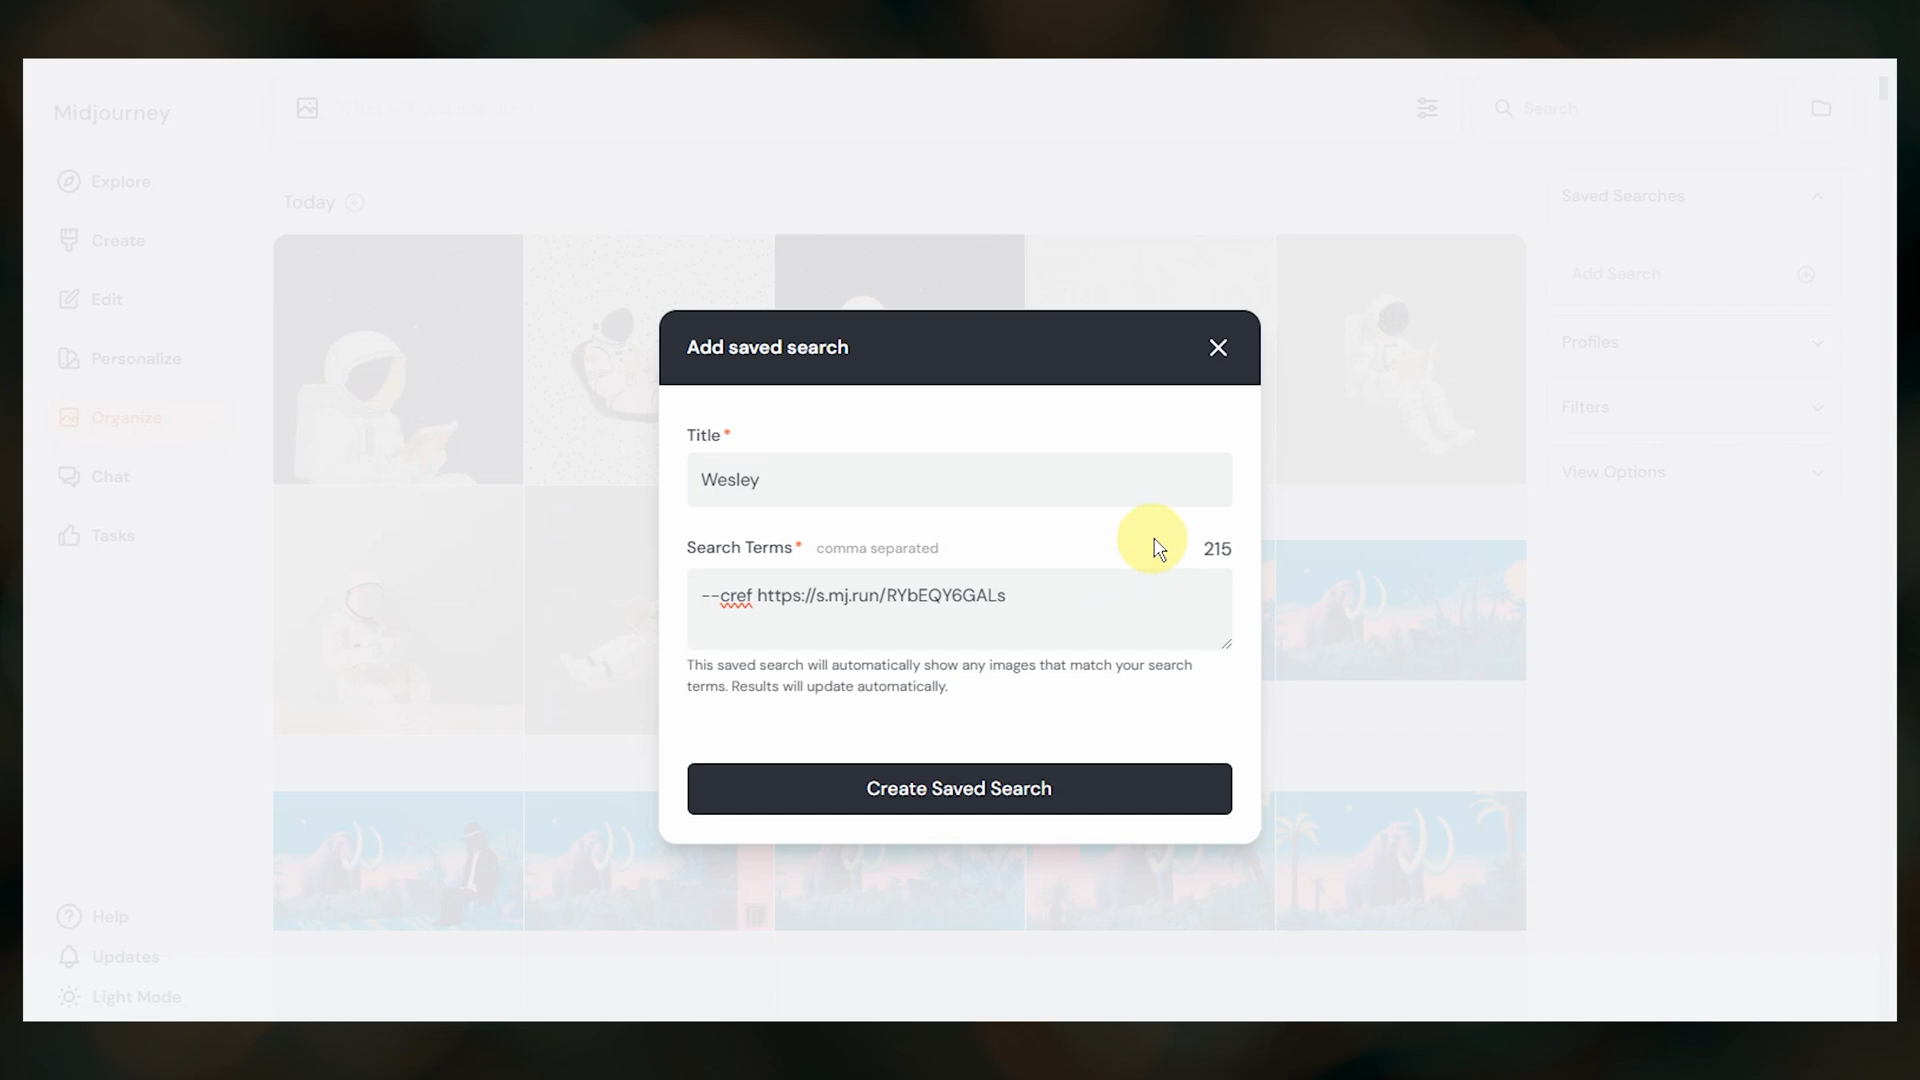 Midjourney
Search
Explore
Create
Edit
Personalize
Organize
Chat
Tasks
Help
Updates
Light Mode
Today
Saved Searches
Add Search
Profiles
Filters
View Options
Add saved search
Title *
Wesley
Search Terms * comma separated 215
--cref https://s.mj.run/RYbEQY6GALs
This saved search will automatically show any images that match your search
terms. Results will update automatically.
Create Saved Search